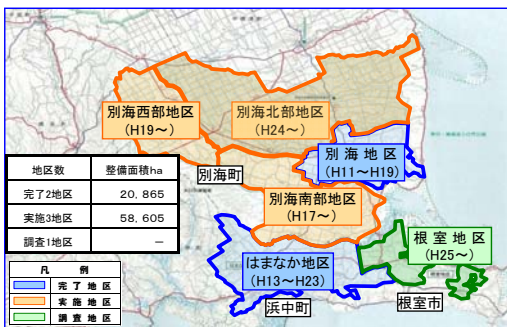 別海西部地区
(H19～)
別海北部地区
(H24～)
別海地区
(H11～H19)
別海町
別海南部地区
(H17～)
地区数 整備面積ha
完了2地区 20,865
実施3地区 58,605
調査1地区 －
はまなか地区
(H13～H23)
根室地区
(H25～)
浜中町
根室市
凡 例
完了地区
実施地区
調査地区